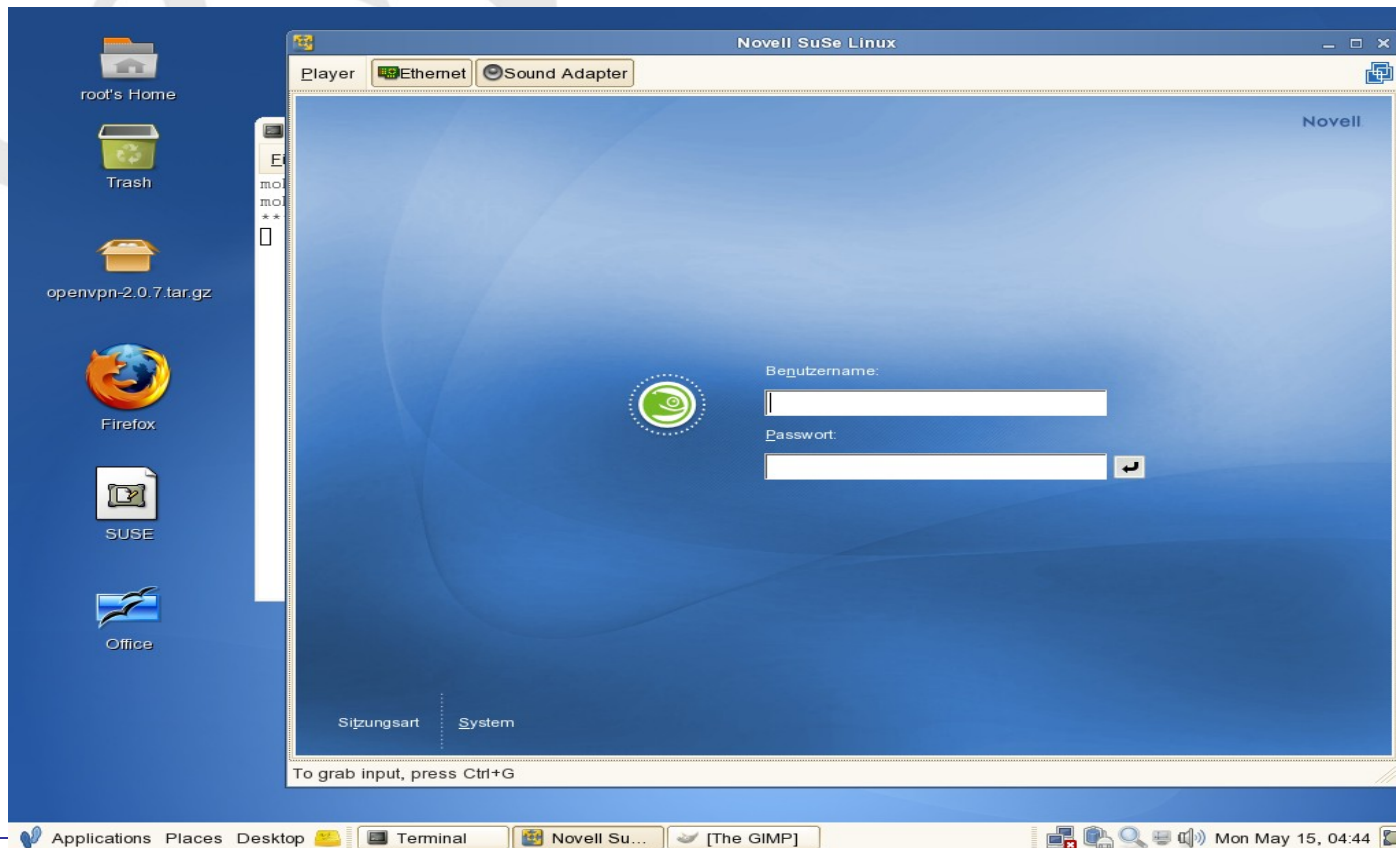 root's Home
Trash
openvpn-2.0.7.tar.gz
Firefox
SUSE
Office
Novell SuSe Linux
Player Ethernet Sound Adapter
Novell
Benutzername:
Passwort:
Sitzungsart System
To grab input, press Ctrl+G
Applications Places Desktop Terminal Novell Su... [The GIMP] Mon May 15, 04:44